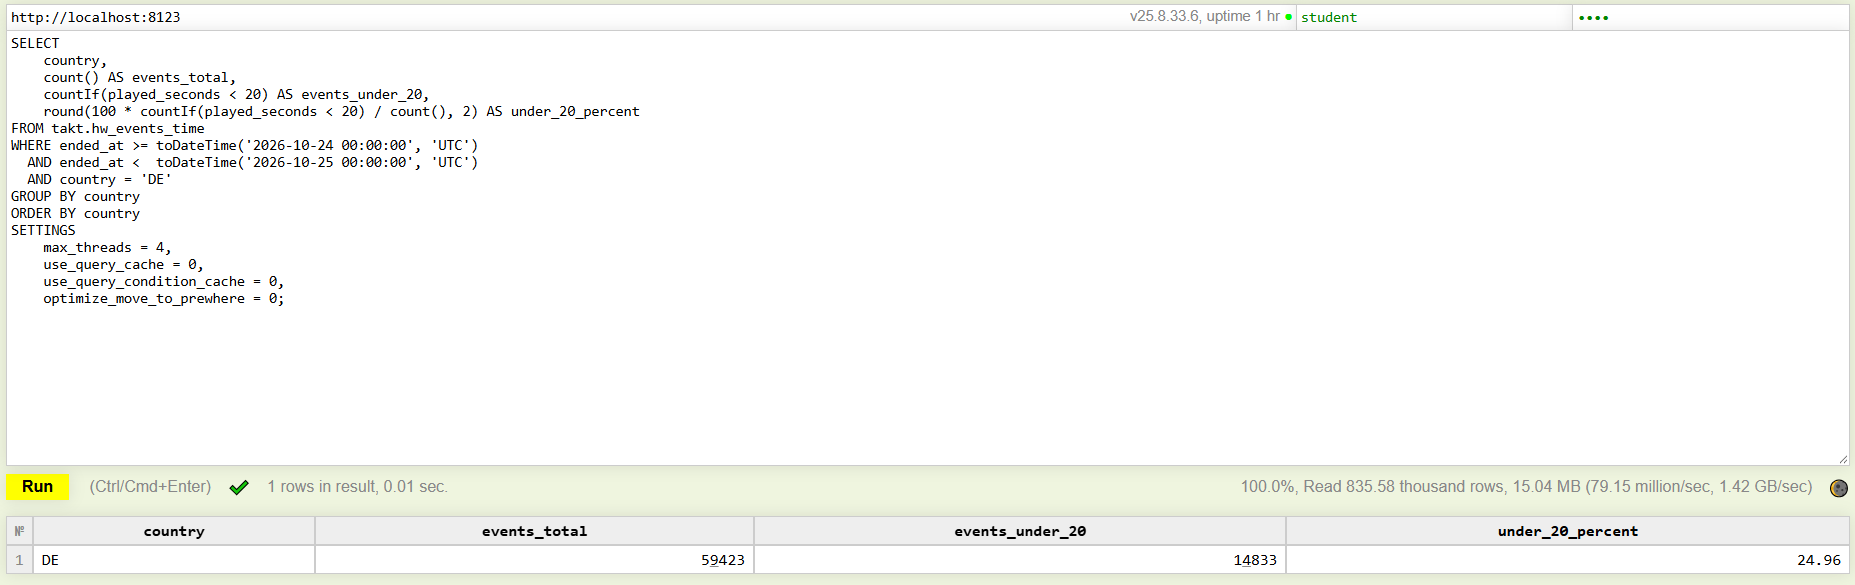 http://localhost:8123 v25.8.33.6, uptime 1 hr student ••••
SELECT
    country,
    count() AS events_total,
    countIf(played_seconds < 20) AS events_under_20,
    round(100 * countIf(played_seconds < 20) / count(), 2) AS under_20_percent
FROM takt.hw_events_time
WHERE ended_at >= toDateTime('2026-10-24 00:00:00', 'UTC')
  AND ended_at <  toDateTime('2026-10-25 00:00:00', 'UTC')
  AND country = 'DE'
GROUP BY country
ORDER BY country
SETTINGS
    max_threads = 4,
    use_query_cache = 0,
    use_query_condition_cache = 0,
    optimize_move_to_prewhere = 0;
Run (Ctrl/Cmd+Enter) ✔ 1 rows in result, 0.01 sec. 100.0%, Read 835.58 thousand rows, 15.04 MB (79.15 million/sec, 1.42 GB/sec)
№ country events_total events_under_20 under_20_percent
1 DE 59423 14833 24.96